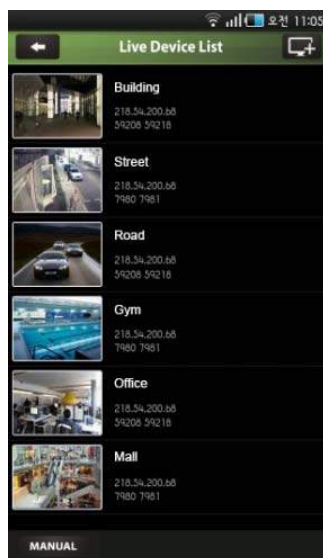 오전 11:05
Live Device List
Building
218.54.200.68
59208 59218
Street
218.54.200.68
7980 7981
Road
218.54.200.68
59208 59218
Gym
218.54.200.68
7980 7981
Office
218.54.200.68
59208 59218
Mall
218.54.200.68
7980 7981
MANUAL